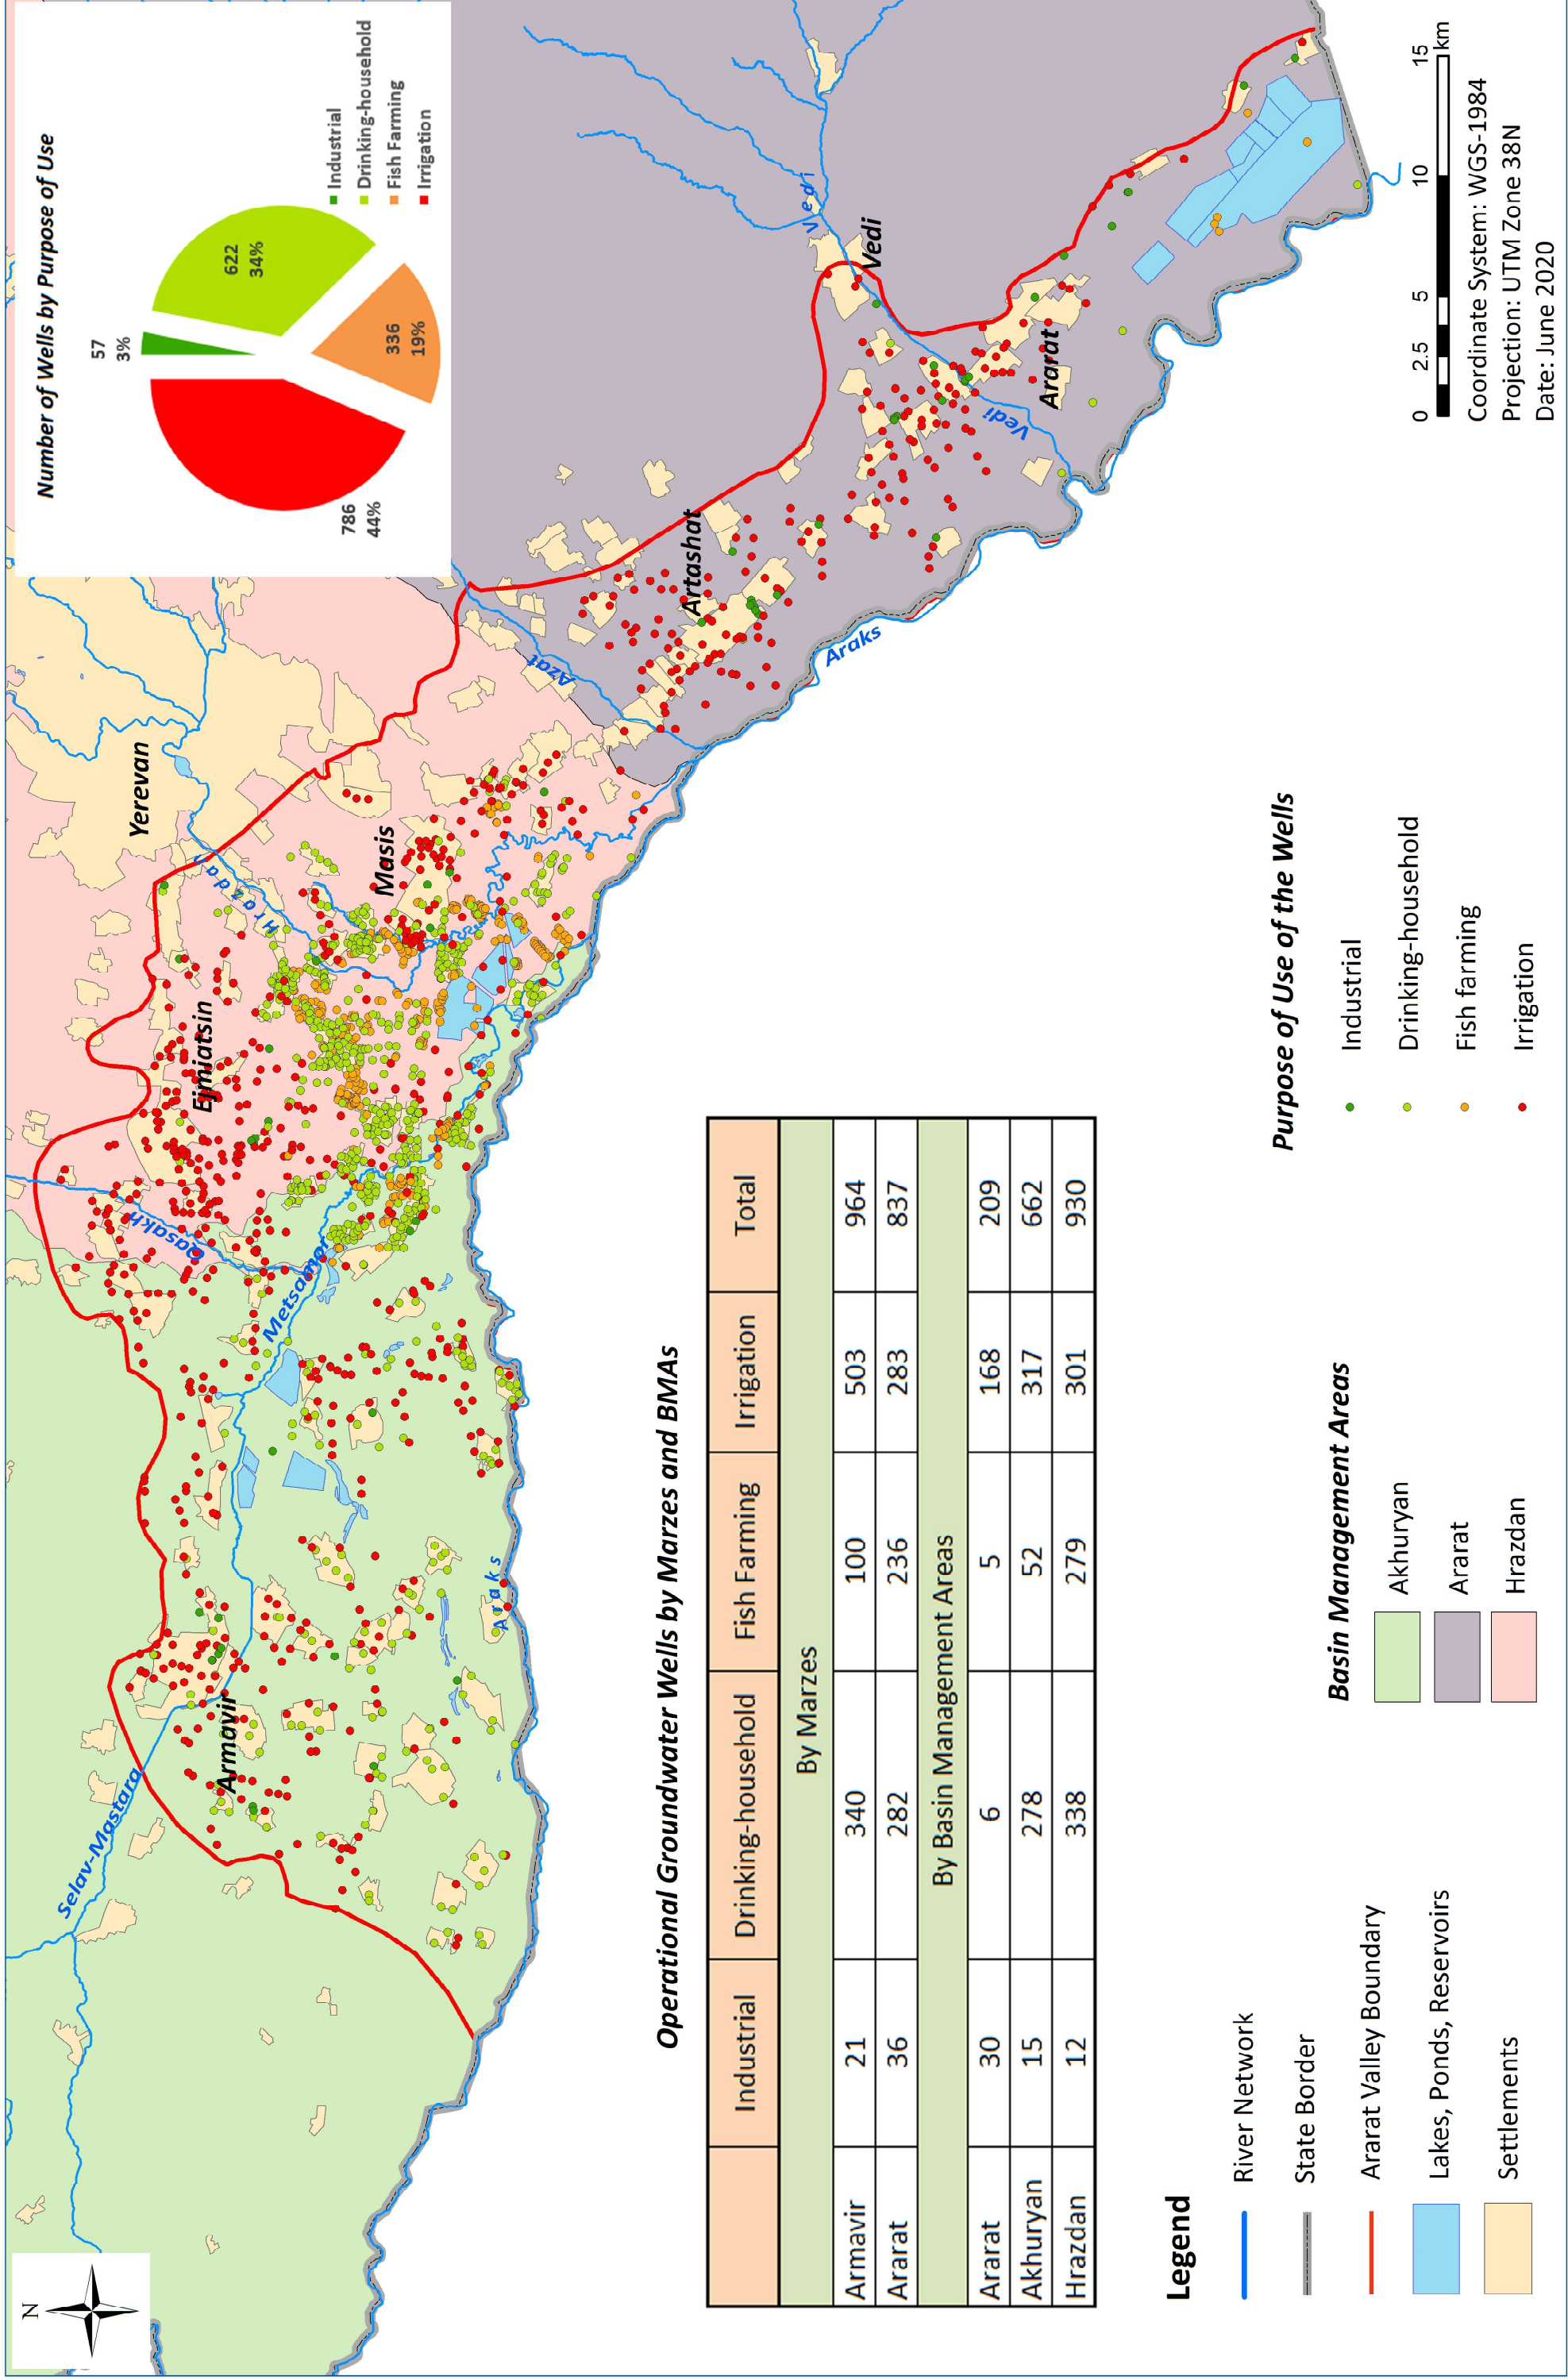 N
Number of Wells by Purpose of Use
57
3%
622
34%
336
19%
786
44%
Industrial
Drinking-household
Fish Farming
Irrigation
Selav-Mastara
Armavir
Araks
Metsamor
Qasakh
Ejmiatsin
Hrazdan
Yerevan
Masis
Azat
Artashat
Araks
Vedi
Vedi
Vedi
Ararat
Operational Groundwater Wells by Marzes and BMAs
Industrial Drinking-household Fish Farming Irrigation Total
By Marzes
Armavir 21 340 100 503 964
Ararat 36 282 236 283 837
By Basin Management Areas
Ararat 30 6 5 168 209
Akhuryan 15 278 52 317 662
Hrazdan 12 338 279 301 930
Legend
River Network
State Border
Ararat Valley Boundary
Lakes, Ponds, Reservoirs
Settlements
Basin Management Areas
Akhuryan
Ararat
Hrazdan
Purpose of Use of the Wells
Industrial
Drinking-household
Fish farming
Irrigation
0 2.5 5 10 15 km
Coordinate System: WGS-1984
Projection: UTM Zone 38N
Date: June 2020